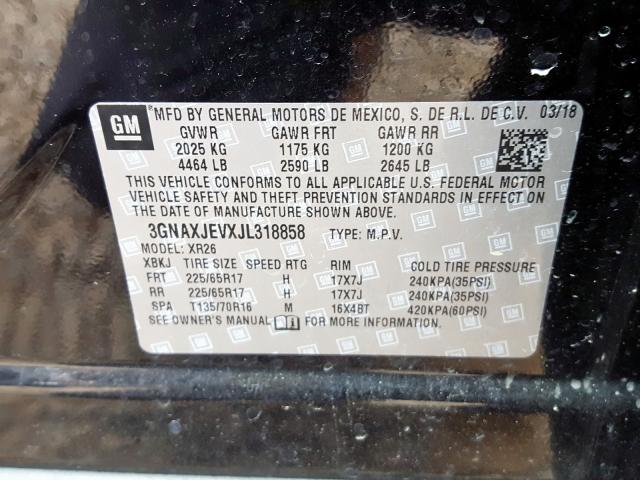 GM
*MFD BY GENERAL MOTORS DE MEXICO, S. DE R.L. DE C.V. 03/18
GVWR GAWR FRT GAWR RR
2025 KG 1175 KG 1200 KG
4464 LB 2590 LB 2645 LB
THIS VEHICLE CONFORMS TO ALL APPLICABLE U.S. FEDERAL MOTOR
VEHICLE SAFETY AND THEFT PREVENTION STANDARDS IN EFFECT ON
THE DATE OF MANUFACTURE SHOWN ABOVE.
3GNAXJEVXJL318858 TYPE: M.P.V.
MODEL: XR26
XBKJ TIRE SIZE SPEED RTG RIM COLD TIRE PRESSURE
FRT 225/65R17 H 17X7J 240KPA(35PSI)
RR 225/65R17 H 17X7J 240KPA(35PSI)
SPA T135/70R16 M 16X4BT 420KPA(60PSI)
SEE OWNER'S MANUAL FOR MORE INFORMATION.